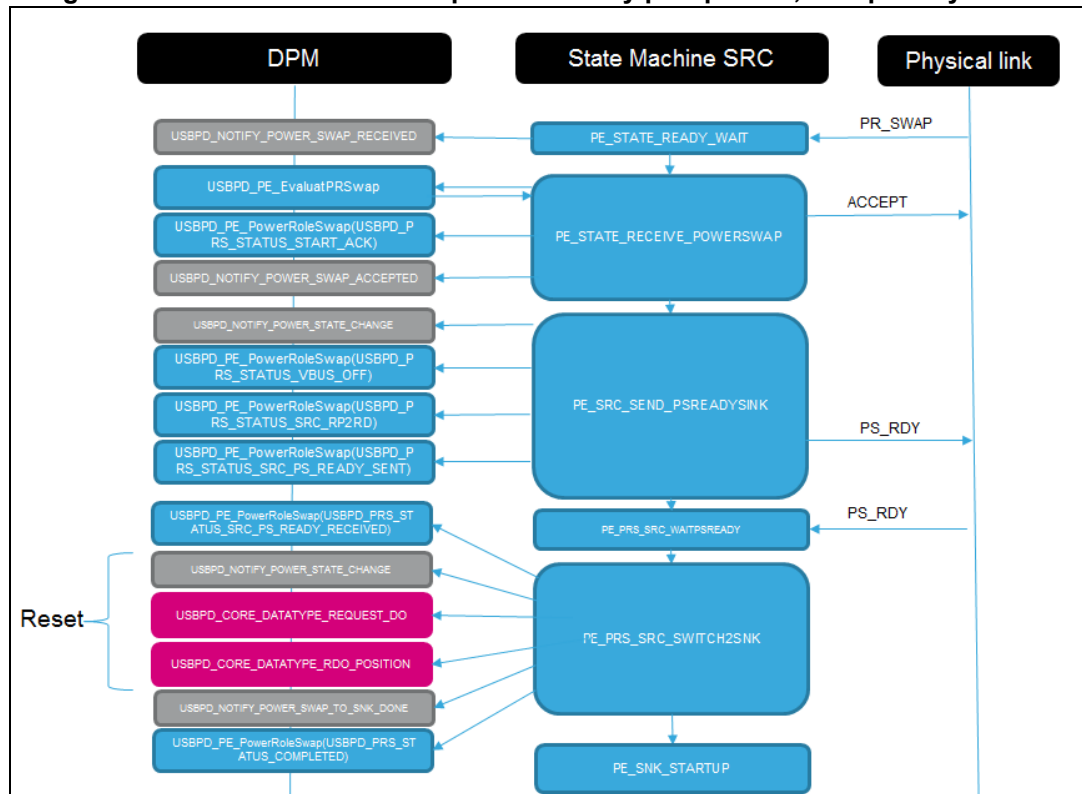 DPM
State Machine SRC
Physical link
USBPD_NOTIFY_POWER_SWAP_RECEIVED
PE_STATE_READY_WAIT
PR_SWAP
USBPD_PE_EvaluatPRSwap
ACCEPT
USBPD_PE_PowerRoleSwap(USBPD_P
RS_STATUS_START_ACK)
PE_STATE_RECEIVE_POWERSWAP
USBPD_NOTIFY_POWER_SWAP_ACCEPTED
USBPD_NOTIFY_POWER_STATE_CHANGE
USBPD_PE_PowerRoleSwap(USBPD_P
RS_STATUS_VBUS_OFF)
USBPD_PE_PowerRoleSwap(USBPD_P
RS_STATUS_SRC_RP2RD)
PE_SRC_SEND_PSREADYSINK
USBPD_PE_PowerRoleSwap(USBPD_P
RS_STATUS_SRC_PS_READY_SENT)
PS_RDY
USBPD_PE_PowerRoleSwap(USBPD_PRS_ST
ATUS_SRC_PS_READY_RECEIVED)
PE_PRS_SRC_WAITPSREADY
PS_RDY
USBPD_NOTIFY_POWER_STATE_CHANGE
Reset
USBPD_CORE_DATATYPE_REQUEST_DO
PE_PRS_SRC_SWITCH2SNK
USBPD_CORE_DATATYPE_RDO_POSITION
USBPD_NOTIFY_POWER_SWAP_TO_SNK_DONE
USBPD_PE_PowerRoleSwap(USBPD_PRS_ST
ATUS_COMPLETED)
PE_SNK_STARTUP